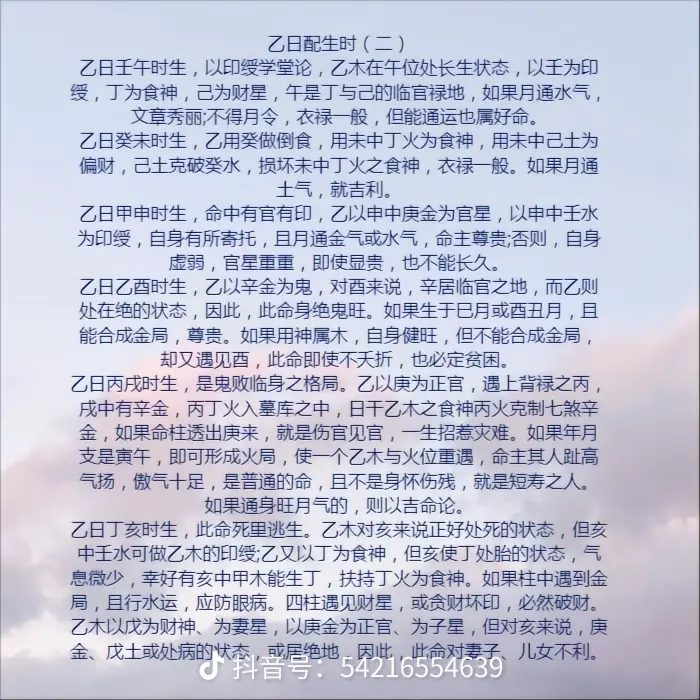 乙日配生时（二）
乙日壬午时生，以印绶学堂论，乙木在午位处长生状态，以壬为印
绶，丁为食神，己为财星，午是丁与己的临官禄地，如果月通水气，
文章秀丽;不得月令，衣禄一般，但能通运也属好命。
乙日癸未时生，乙用癸做倒食，用未中丁火为食神，用未中己土为
偏财，己土克破癸水，损坏未中丁火之食神，衣禄一般。如果月通
土气，就吉利。
乙日甲申时生，命中有官有印，乙以申中庚金为官星，以申中壬水
为印绶，自身有所寄托，且月通金气或水气，命主尊贵;否则，自身
虚弱，官星重重，即使显贵，也不能长久。
乙日乙酉时生，乙以辛金为鬼，对酉来说，辛居临官之地，而乙则
处在绝的状态，因此，此命身绝鬼旺。如果生于巳月或酉丑月，且
能合成金局，尊贵。如果用神属木，自身健旺，但不能合成金局，
却又遇见酉，此命即使不夭折，也必定贫困。
乙日丙戌时生，是鬼败临身之格局。乙以庚为正官，遇上背禄之丙，
戌中有辛金，丙丁火入墓库之中，日干乙木之食神丙火克制七煞辛
金，如果命柱透出庚来，就是伤官见官，一生招惹灾难。如果年月
支是寅午，即可形成火局，使一个乙木与火位重遇，命主其人趾高
气扬，傲气十足，是普通的命，且不是身怀伤残，就是短寿之人。
如果通身旺月气的，则以吉命论。
乙日丁亥时生，此命死里逃生。乙木对亥来说正好处死的状态，但亥
中壬水可做乙木的印绶;乙又以丁为食神，但亥使丁处胎的状态，气
息微少，幸好有亥中甲木能生丁，扶持丁火为食神。如果柱中遇到金
局，且行水运，应防眼病。四柱遇见财星，或贪财坏印，必然破财。
乙木以戊为财神、为妻星，以庚金为正官、为子星，但对亥来说，庚
金、戊土或处病的状态，或居绝地，因此，此命对妻子、儿女不利。
抖音号：54216554639